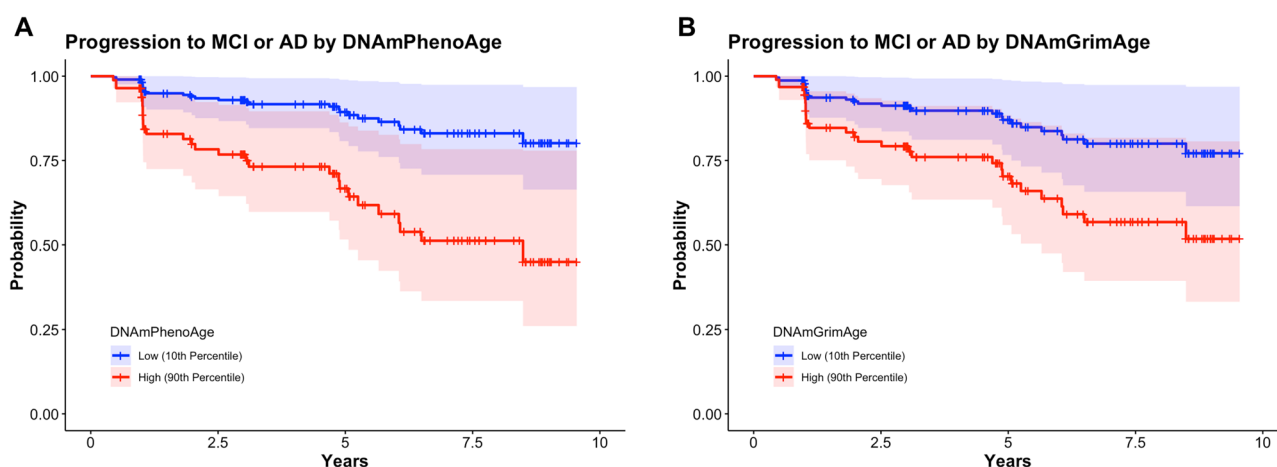 A
Progression to MCI or AD by DNAmPhenoAge
1.00
0.75
0.50
0.25
0.00
Probability
DNAmPhenoAge
Low (10th Percentile)
High (90th Percentile)
0
2.5
5
7.5
10
Years
B
Progression to MCI or AD by DNAmGrimAge
1.00
0.75
0.50
0.25
0.00
Probability
DNAmGrimAge
Low (10th Percentile)
High (90th Percentile)
0
2.5
5
7.5
10
Years